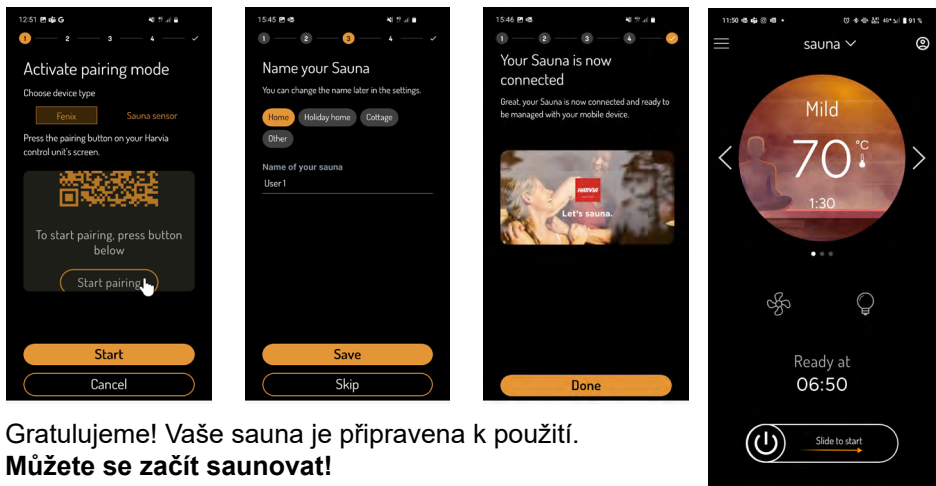 12:51
1 2 3 4
Activate pairing mode
Choose device type
Fenix Sauna sensor
Press the pairing button on your Harvia
control unit's screen.
To start pairing, press button
below
Start pairing
Start
Cancel
15:45
1 2 3 4
Name your Sauna
You can change the name later in the settings.
Home Holiday home Cottage
Other
Name of your sauna
User 1
Save
Skip
15:46
1 2 3 4
Your Sauna is now
connected
Great, your Sauna is now connected and ready to
be managed with your mobile device.
HARVIA
Let's sauna.
Done
11:50 91 %
sauna
Mild
70 °C
1:30
Ready at
06:50
Slide to start
Gratulujeme! Vaše sauna je připravena k použití.
Můžete se začít saunovat!